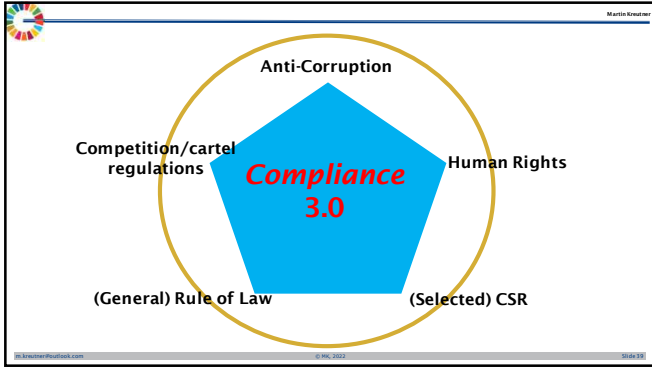 Martin Kreutner
Anti-Corruption
Competition/cartel
regulations
Human Rights
Compliance
3.0
(General) Rule of Law
(Selected) CSR
m.kreutner@outlook.com
© MK, 2022
Slide 39